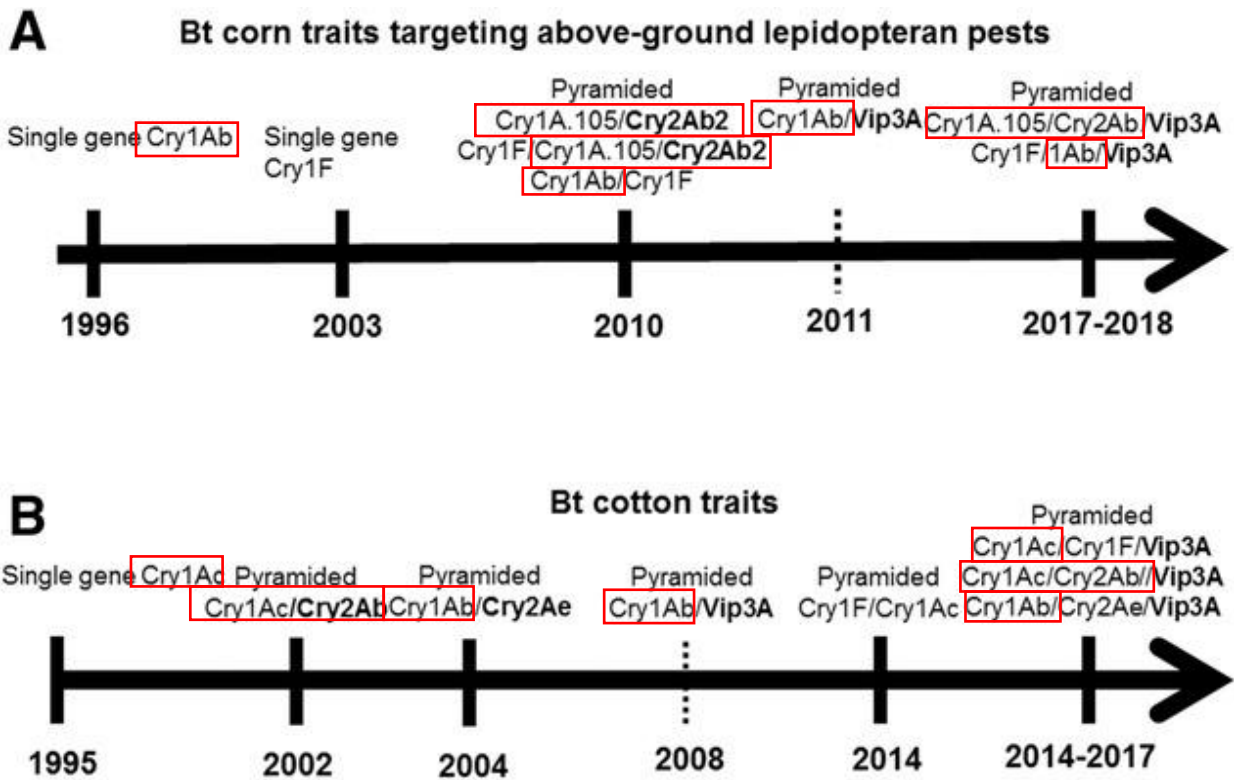 A
Bt corn traits targeting above-ground lepidopteran pests
Single gene Cry1Ab
Single gene
Cry1F
Pyramided
Cry1A.105/Cry2Ab2
Cry1F/Cry1A.105/Cry2Ab2
Cry1Ab/Cry1F
Pyramided
Cry1Ab/Vip3A
Pyramided
Cry1A.105/Cry2Ab/Vip3A
Cry1F/1Ab/Vip3A
1996
2003
2010
2011
2017-2018
B
Bt cotton traits
Single gene Cry1Ac
Pyramided
Cry1Ac/Cry2Ab
Pyramided
Cry1Ab/Cry2Ae
Pyramided
Cry1Ab/Vip3A
Pyramided
Cry1F/Cry1Ac
Pyramided
Cry1Ac/Cry1F/Vip3A
Cry1Ac/Cry2Ab//Vip3A
Cry1Ab/Cry2Ae/Vip3A
1995
2002
2004
2008
2014
2014-2017